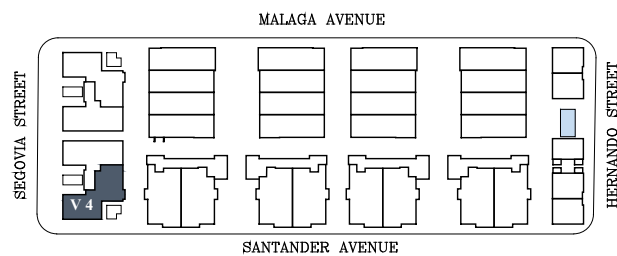 MALAGA AVENUE
SEGOVIA STREET
HERNANDO STREET
V 4
SANTANDER AVENUE